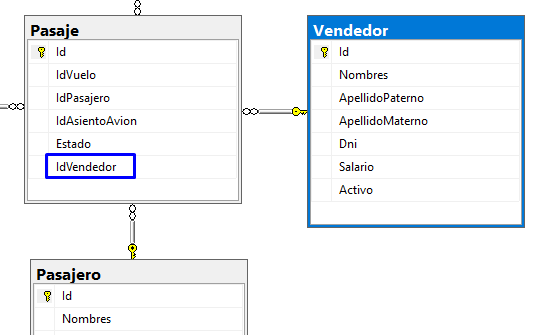 Pasaje
Id
IdVuelo
IdPasajero
IdAsientoAvion
Estado
IdVendedor
Vendedor
Id
Nombres
ApellidoPaterno
ApellidoMaterno
Dni
Salario
Activo
Pasajero
Id
Nombres